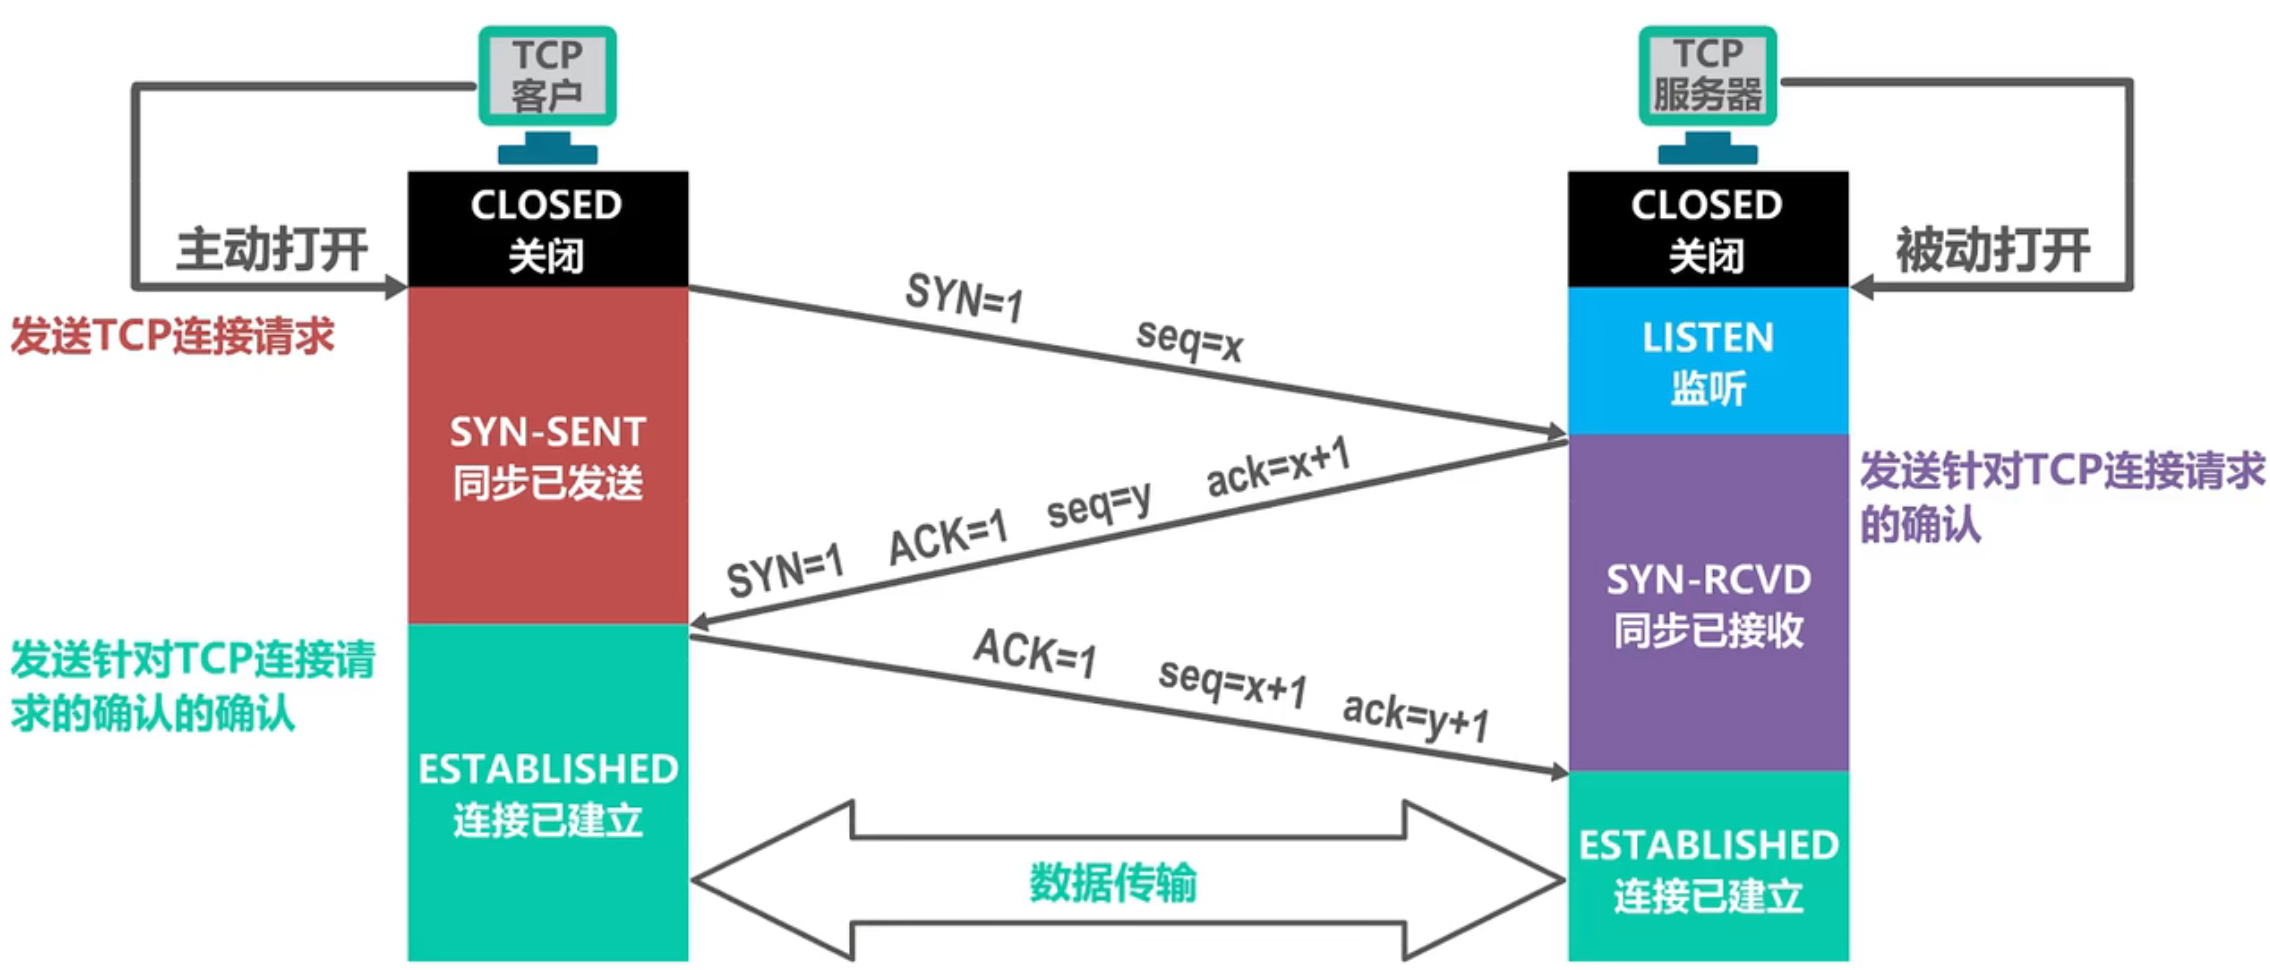 TCP
客户
TCP
服务器
CLOSED
关闭
CLOSED
关闭
主动打开
被动打开
SYN=1 seq=x
发送TCP连接请求
LISTEN
监听
SYN-SENT
同步已发送
SYN=1 ACK=1 seq=y ack=x+1
发送针对TCP连接请求
的确认
SYN-RCVD
同步已接收
发送针对TCP连接请
求的确认的确认
ACK=1 seq=x+1 ack=y+1
ESTABLISHED
连接已建立
ESTABLISHED
连接已建立
数据传输